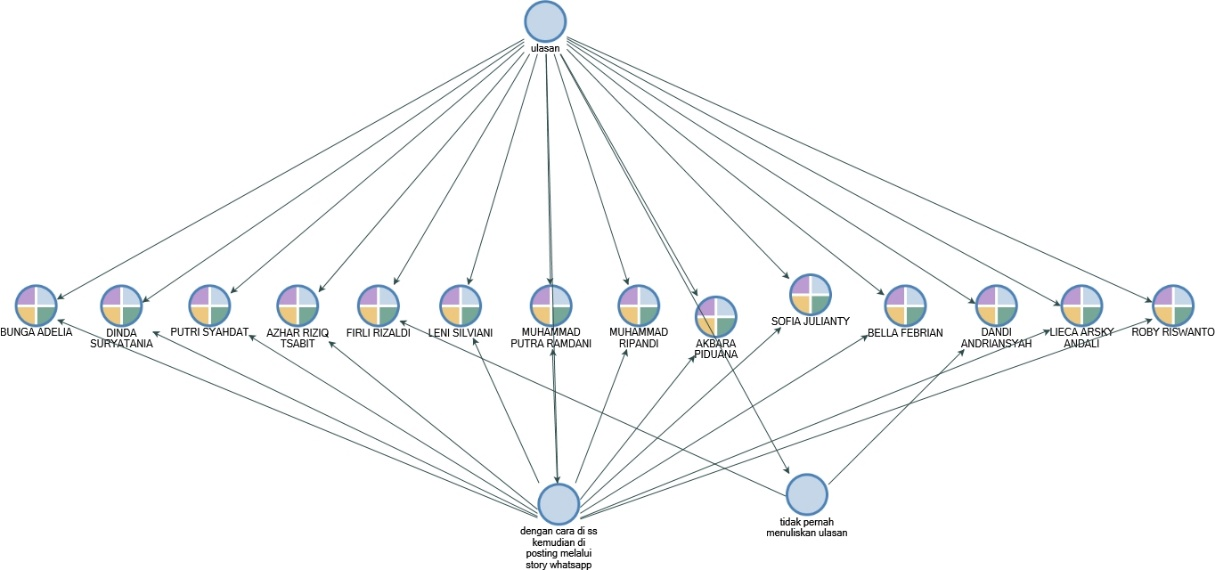 ulasan
BUNGA ADELIA
DINDA
SURYATANIA
PUTRI SYAHDAT
AZHAR RIZIQ
TSABIT
FIRLI RIZALDI
LENI SILVIANI
MUHAMMAD
PUTRA RAMDANI
MUHAMMAD
RIPANDI
AKBARA
PIDUANA
SOFIA JULIANTY
BELLA FEBRIAN
DANDI
ANDRIANSYAH
LIECA ARSKY
ANDALI
ROBY RISWANTO
dengan cara di ss
kemudian di
posting melalui
story whatsapp
tidak pernah
menuliskan ulasan